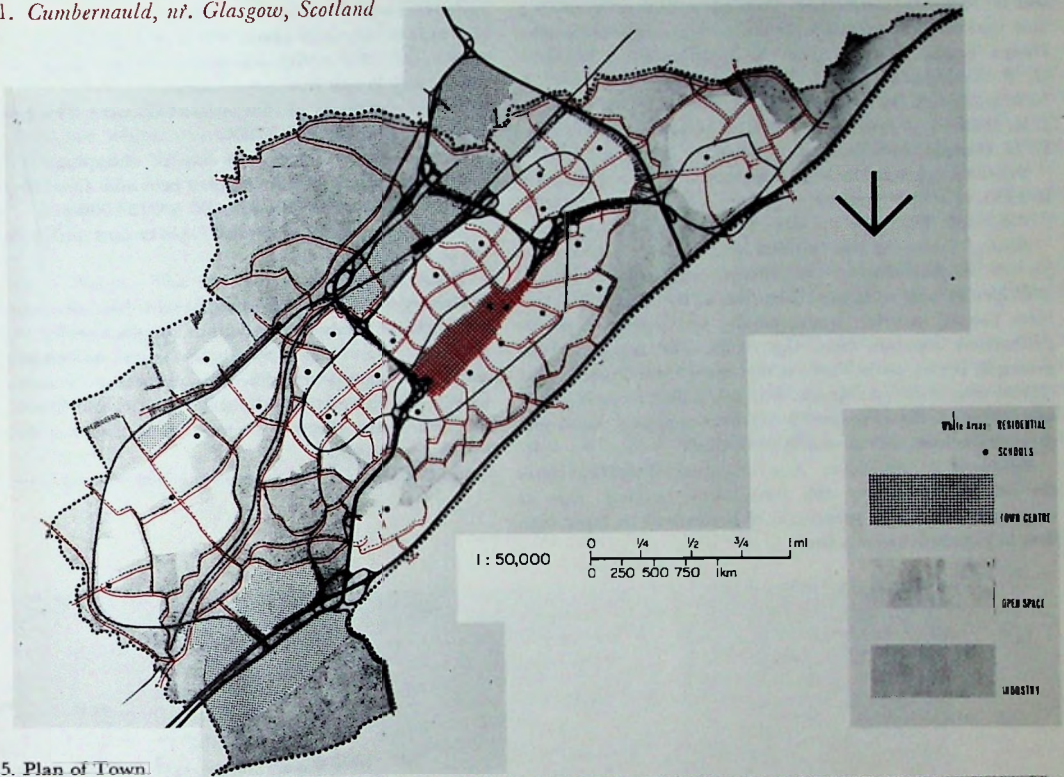 1. Cumbernauld, nr. Glasgow, Scotland
White Areas: RESIDENTIAL
SCHOOLS
TOWN CENTRE
OPEN SPACE
INDUSTRY
1 : 50,000
0 1/4 1/2 3/4 1ml
0 250 500 750 1km
5. Plan of Town